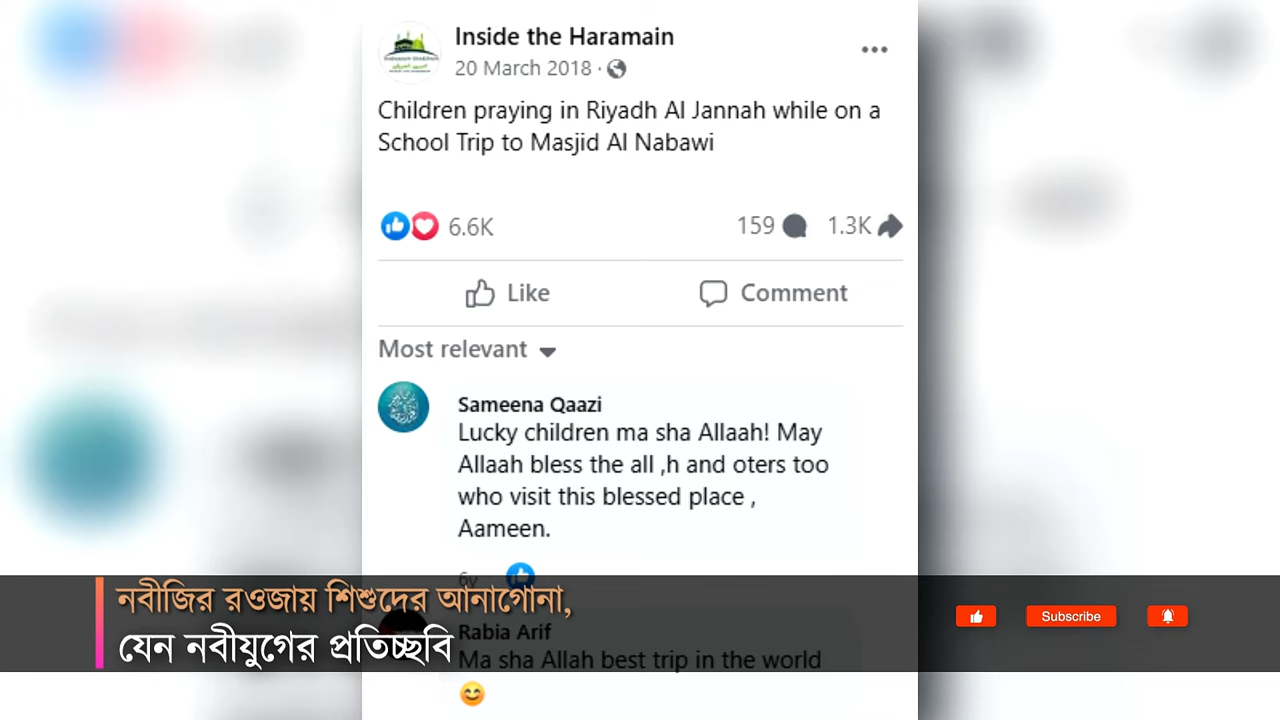 Inside the Haramain
20 March 2018 ·
Children praying in Riyadh Al Jannah while on a
School Trip to Masjid Al Nabawi
6.6K
159
1.3K
Like
Comment
Most relevant
Sameena Qaazi
Lucky children ma sha Allaah! May
Allaah bless the all ,h and oters too
who visit this blessed place ,
Aameen.
6y
নবীজির রওজায় শিশুদের আনাগোনা,
যেন নবীযুগের প্রতিচ্ছবি
Subscribe
Rabia Arif
Ma sha Allah best trip in the world